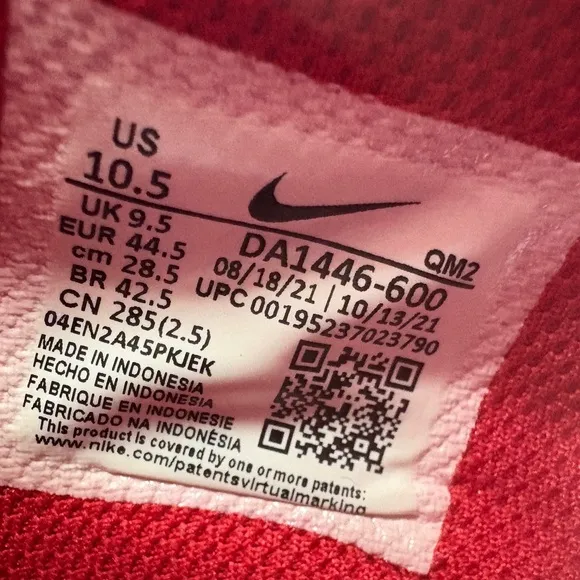 US
10.5
UK 9.5
EUR 44.5
cm 28.5
BR 42.5
CN 285(2.5)
04EN2A45PKJEK
MADE IN INDONESIA
HECHO EN INDONESIA
FABRIQUE EN INDONESIE
FABRICADO NA INDONÉSIA
This product is covered by one or more patents:
www.nike.com/patentsvirtualmarking
QM2
DA1446-600
08/18/21 | 10/13/21
UPC 00195237023790